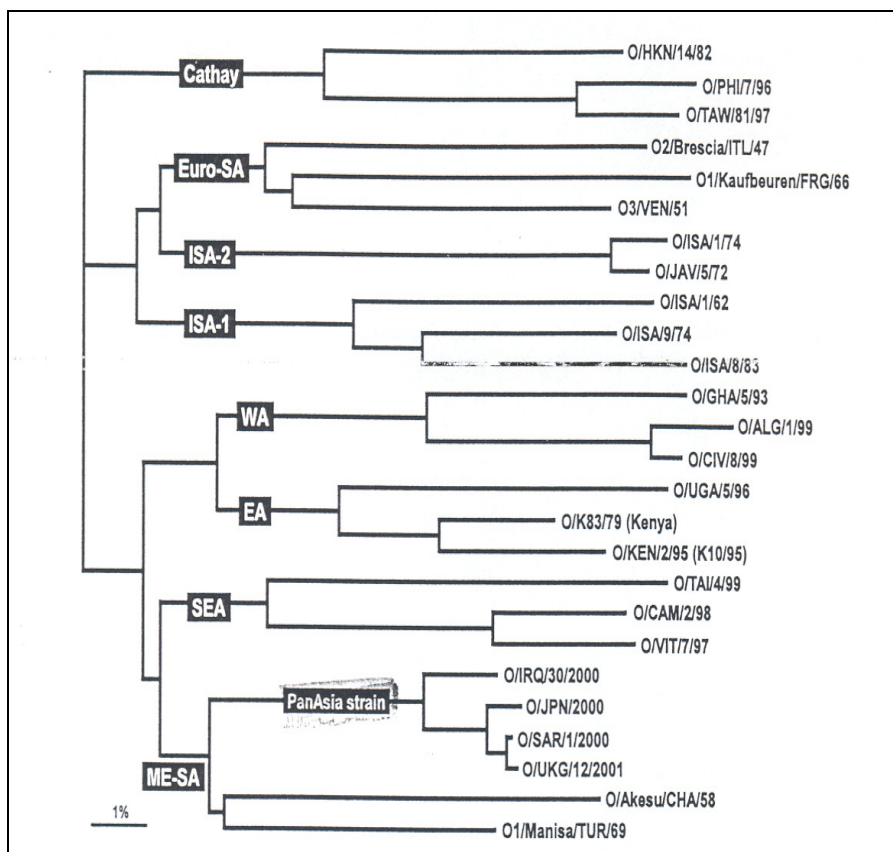 O/HKN/14/82
Cathay
O/PHI/7/96
O/TAW/81/97
O2/Brescia/ITL/47
Euro-SA
O1/Kaufbeuren/FRG/66
O3/VEN/51
O/ISA/1/74
ISA-2
O/JAV/5/72
O/ISA/1/62
ISA-1
O/ISA/9/74
O/ISA/8/83
O/GHA/5/93
WA
O/ALG/1/99
O/CIV/8/99
O/UGA/5/96
EA
O/K83/79 (Kenya)
O/KEN/2/95 (K10/95)
O/TAI/4/99
SEA
O/CAM/2/98
O/VIT/7/97
O/IRQ/30/2000
PanAsia strain
O/JPN/2000
O/SAR/1/2000
O/UKG/12/2001
ME-SA
O/Akesu/CHA/58
1%
O1/Manisa/TUR/69